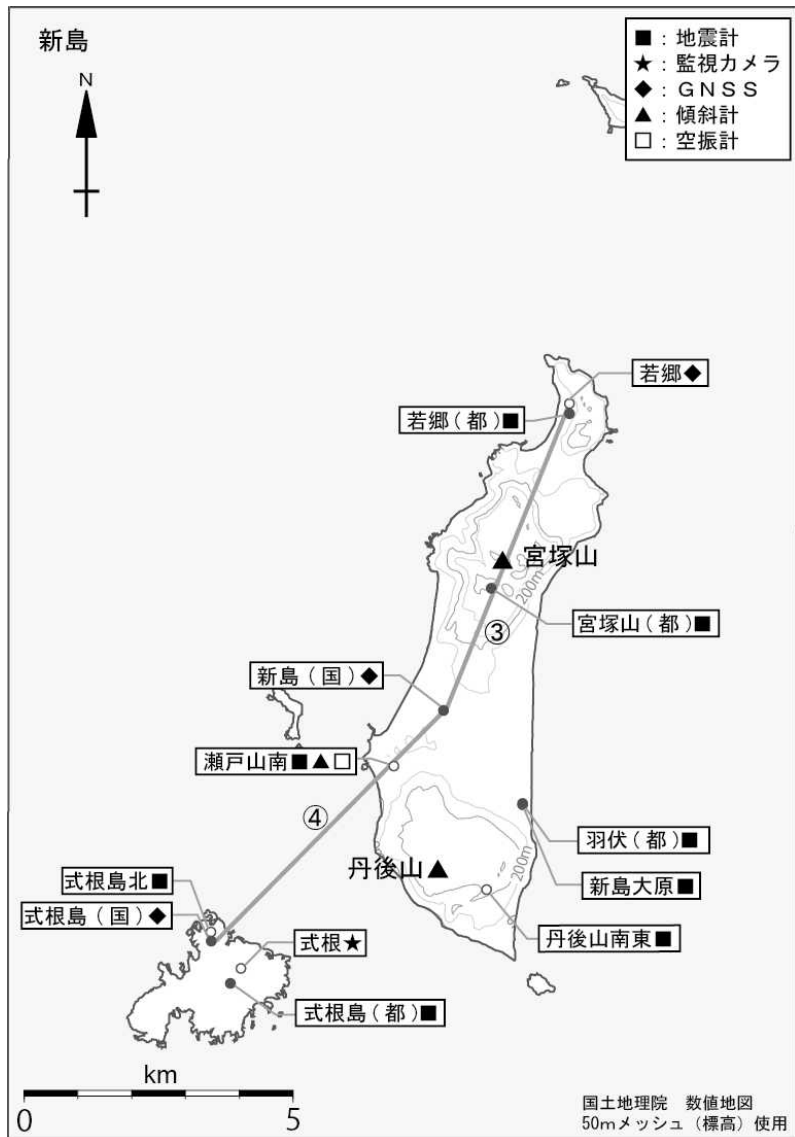 新島
N
■：地震計
★：監視カメラ
◆：ＧＮＳＳ
▲：傾斜計
□：空振計
若郷◆
若郷（都）■
宮塚山
200m
宮塚山（都）■
③
新島（国）◆
瀬戸山南■▲□
④
羽伏（都）■
丹後山
200m
新島大原■
式根島北■
式根島（国）◆
丹後山南東■
式根★
式根島（都）■
km
0 5
国土地理院　数値地図
50mメッシュ（標高）使用